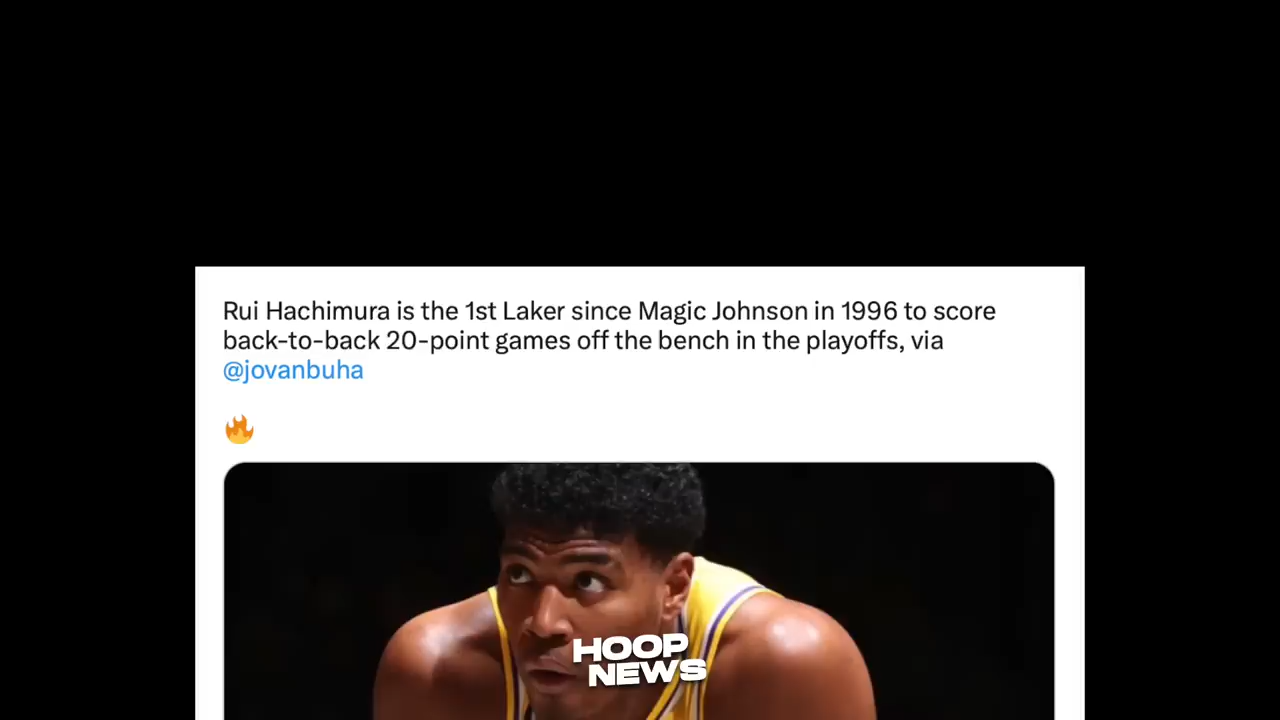 Rui Hachimura is the 1st Laker since Magic Johnson in 1996 to score
back-to-back 20-point games off the bench in the playoffs, via
@jovanbuha
🔥
HOOP
NEWS